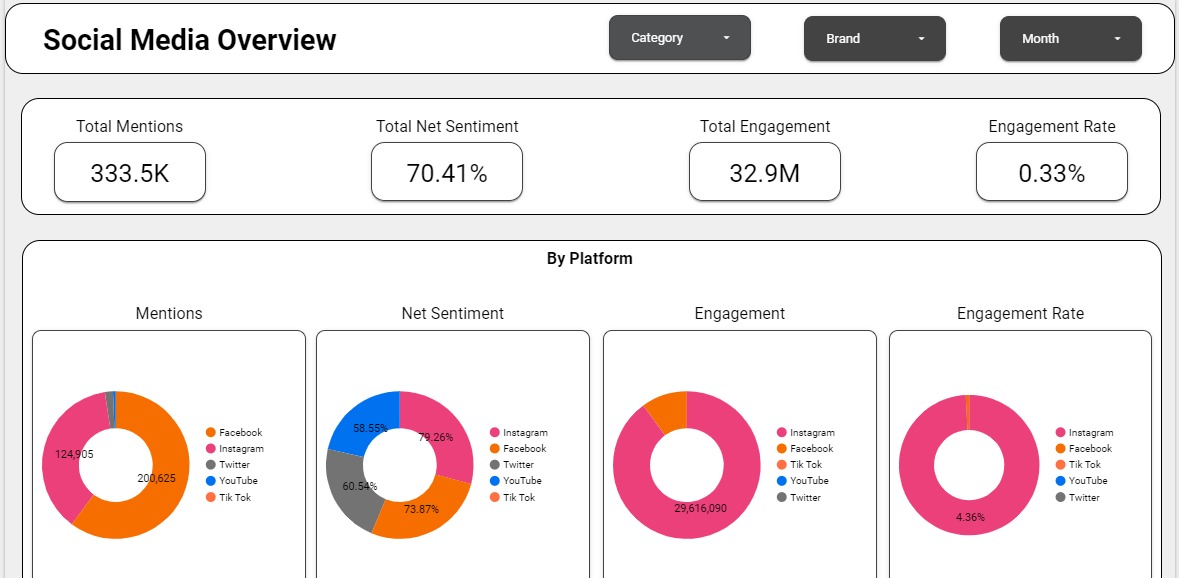 Social Media Overview
Category
Brand
Month
Total Mentions
Total Net Sentiment
Total Engagement
Engagement Rate
333.5K
70.41%
32.9M
0.33%
By Platform
Mentions
Net Sentiment
Engagement
Engagement Rate
124,905
200,625
Facebook
Instagram
Twitter
YouTube
Tik Tok
58.55%
79.26%
60.54%
73.87%
Instagram
Facebook
Twitter
YouTube
Tik Tok
29,616,090
Instagram
Facebook
Tik Tok
YouTube
Twitter
4.36%
Instagram
Facebook
Tik Tok
YouTube
Twitter